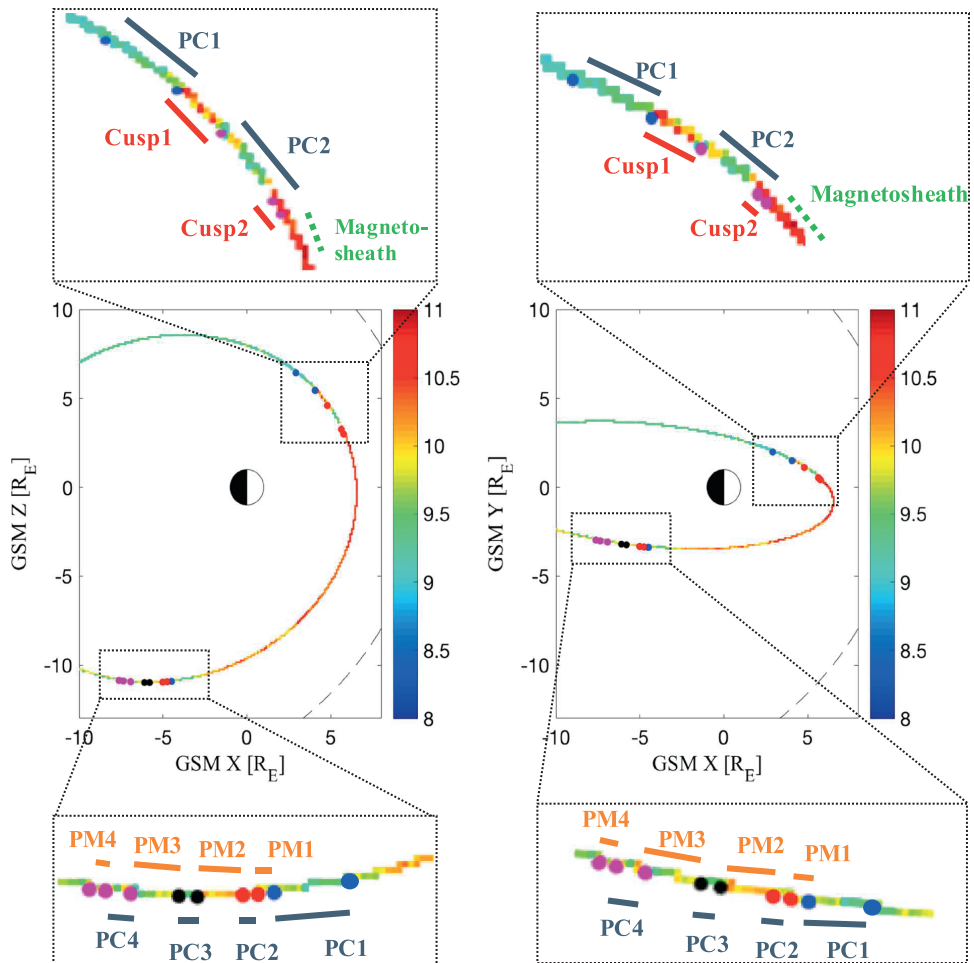 PC1
Cusp1
PC2
Cusp2
Magneto-
sheath
PC1
Cusp1
PC2
Magnetosheath
Cusp2
10
5
0
-5
-10
GSM Z [R_E]
-10
-5
0
5
GSM X [R_E]
11
10.5
10
9.5
9
8.5
8
10
5
0
-5
-10
GSM Y [R_E]
-10
-5
0
5
GSM X [R_E]
11
10.5
10
9.5
9
8.5
8
PM4
PM3
PM2
PM1
PC4
PC3
PC2
PC1
PM4
PM3
PM2
PM1
PC4
PC3
PC2
PC1